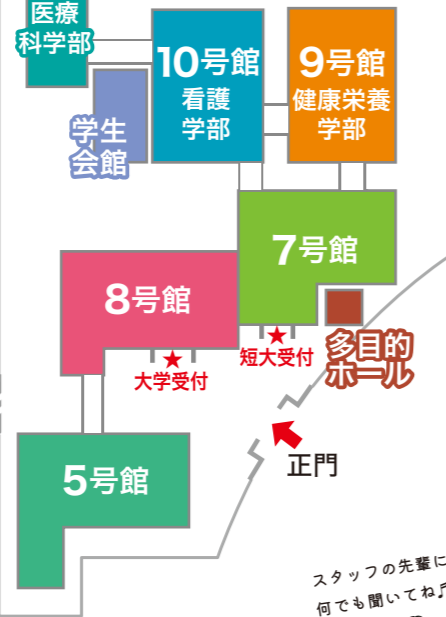 医療
科学部
10号館
看護
学部
9号館
健康栄養
学部
学生
会館
7号館
8号館
多目的
ホール
短大受付
大学受付
正門
5号館
スタッフの先輩に
何でも聞いてね♬